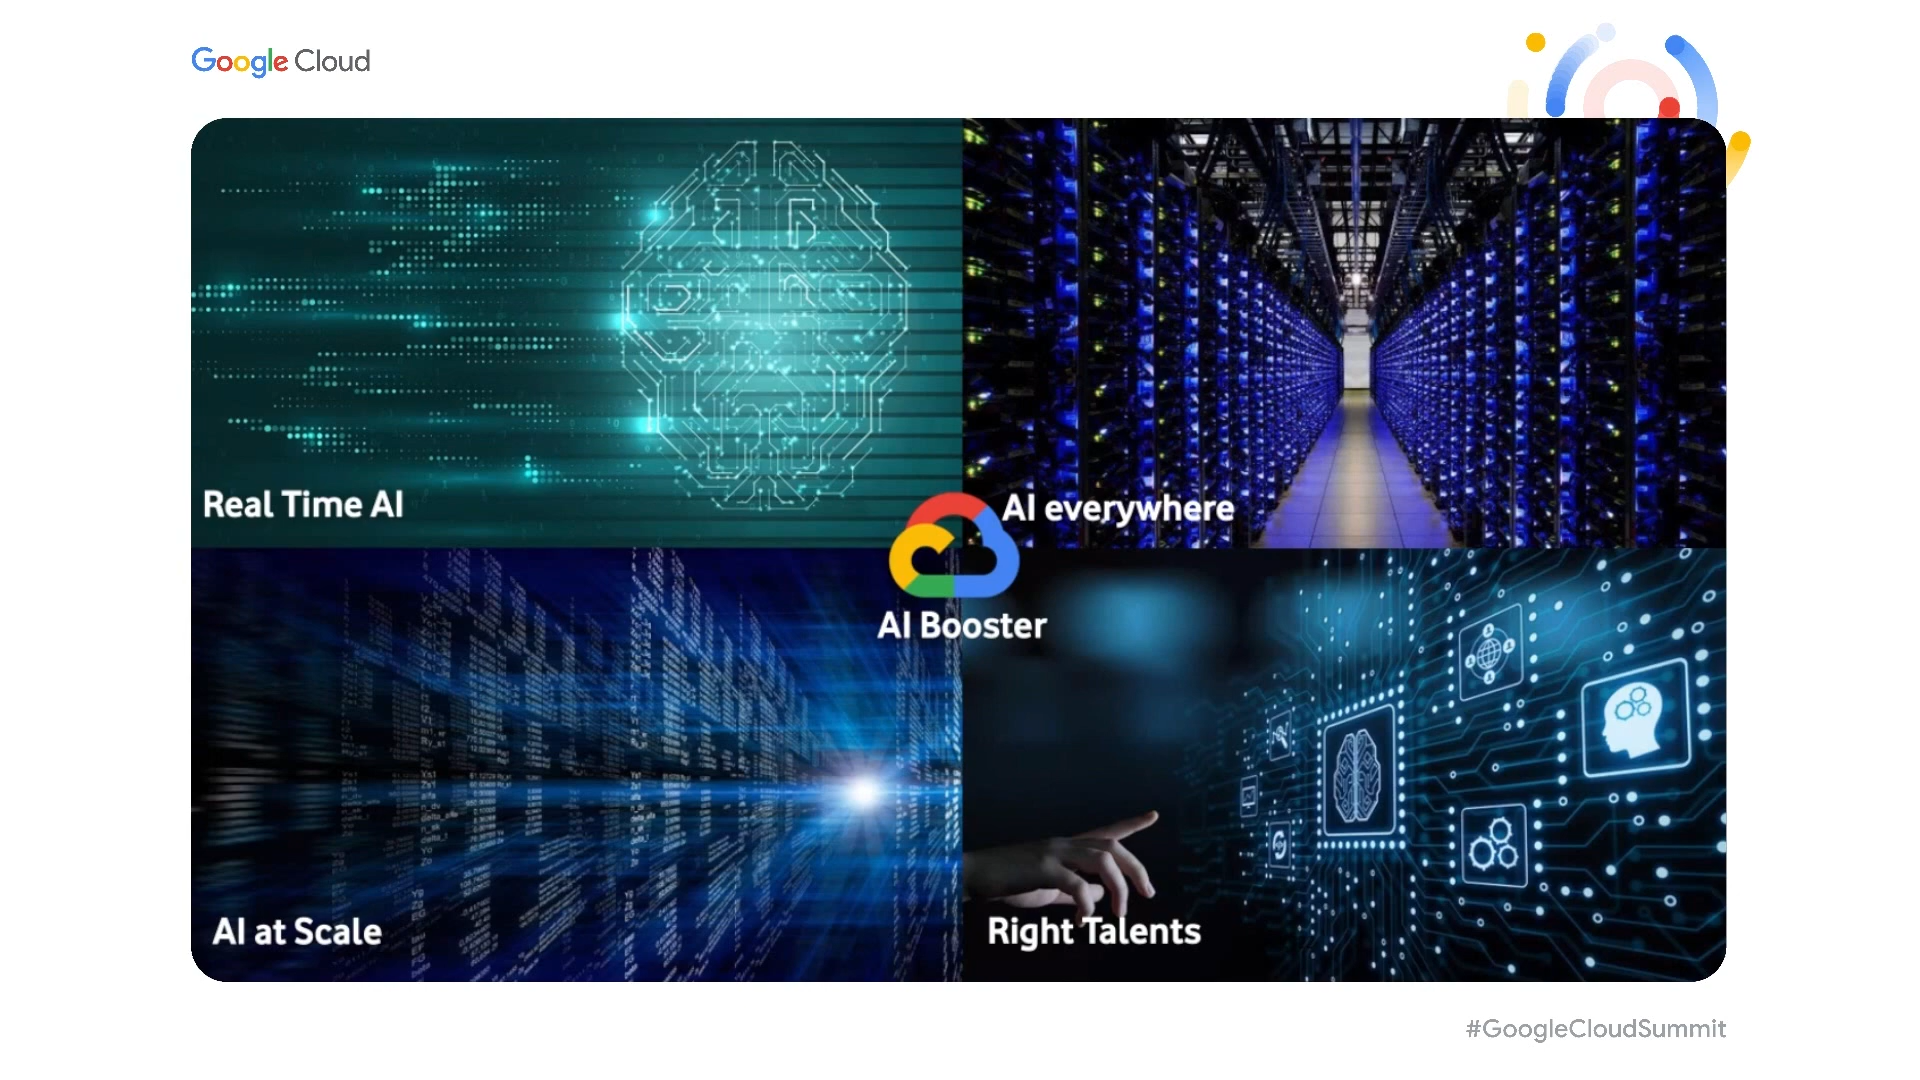 Google Cloud
Real Time AI
AI everywhere
AI Booster
AI at Scale
Right Talents
#GoogleCloudSummit